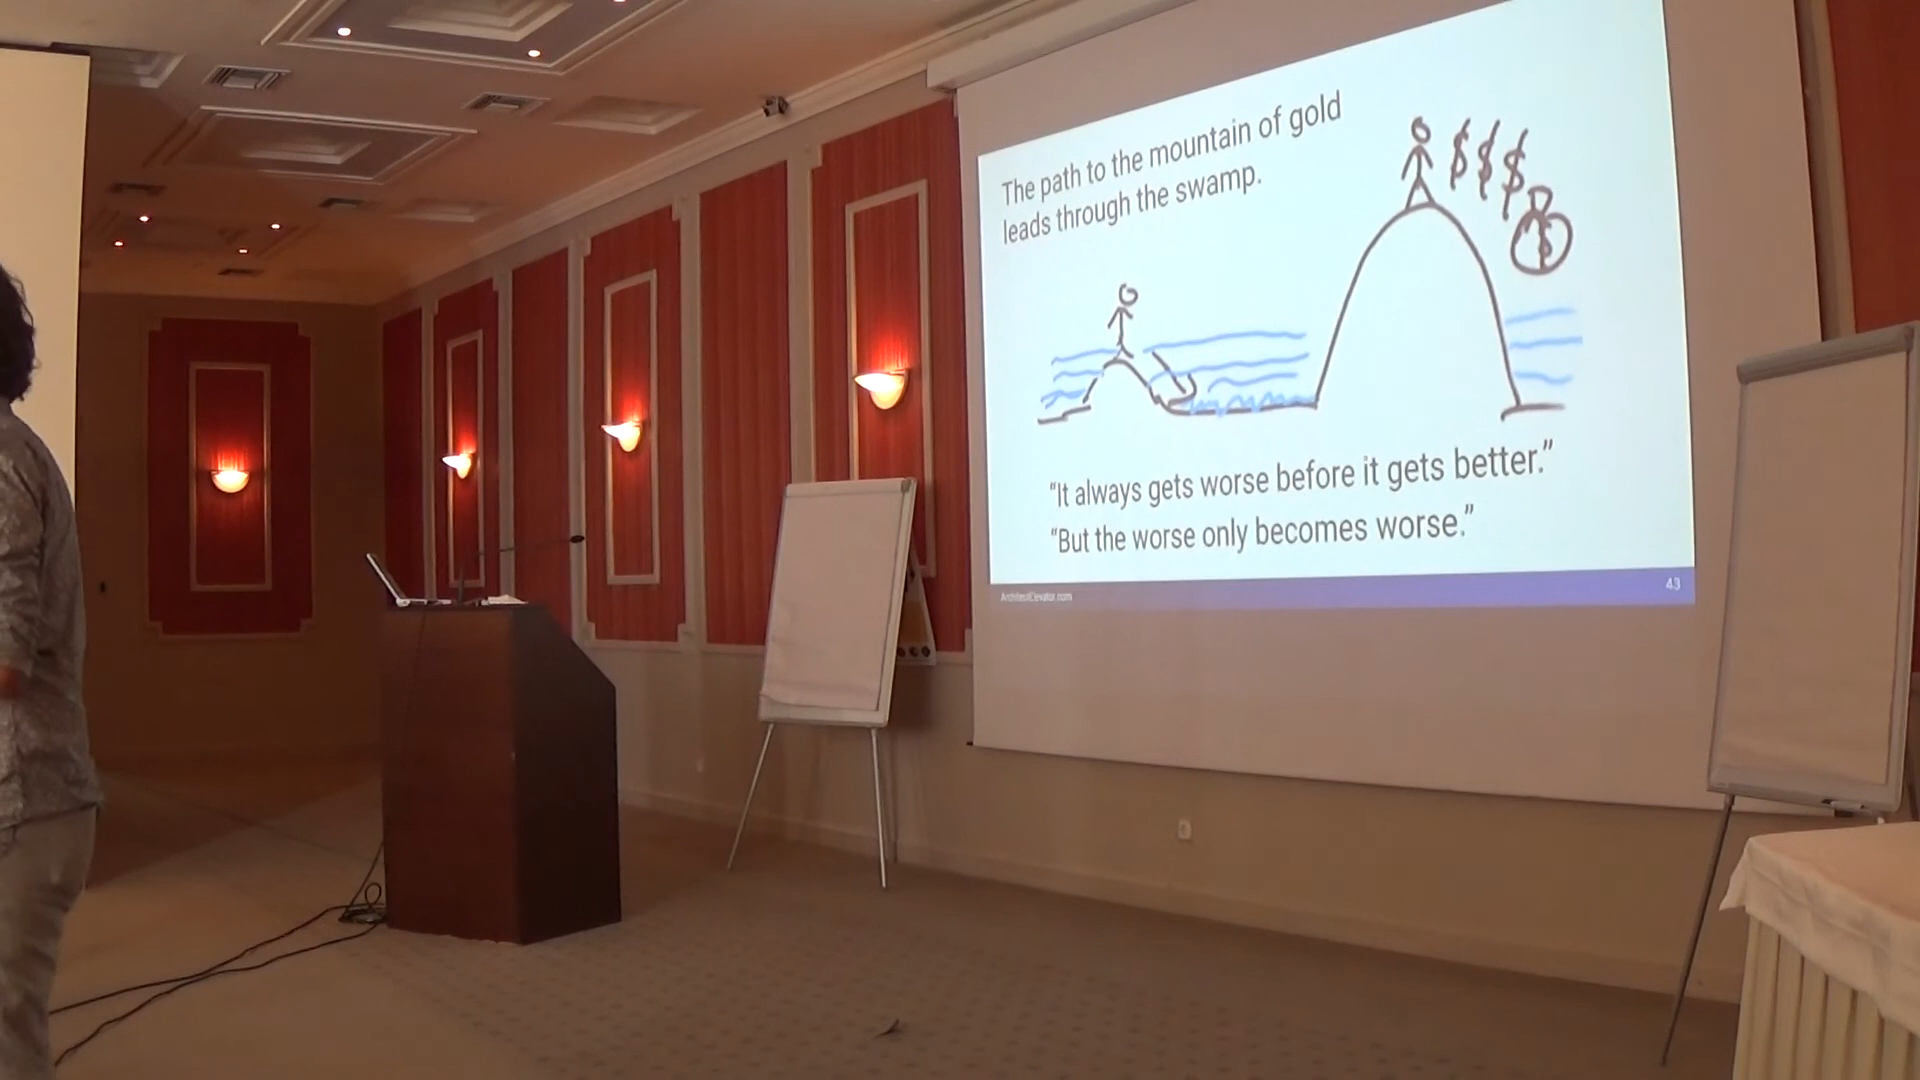 The path to the mountain of gold
leads through the swamp.
$ $ $
$
“It always gets worse before it gets better.”
“But the worse only becomes worse.”
ArchitectElevator.com
43